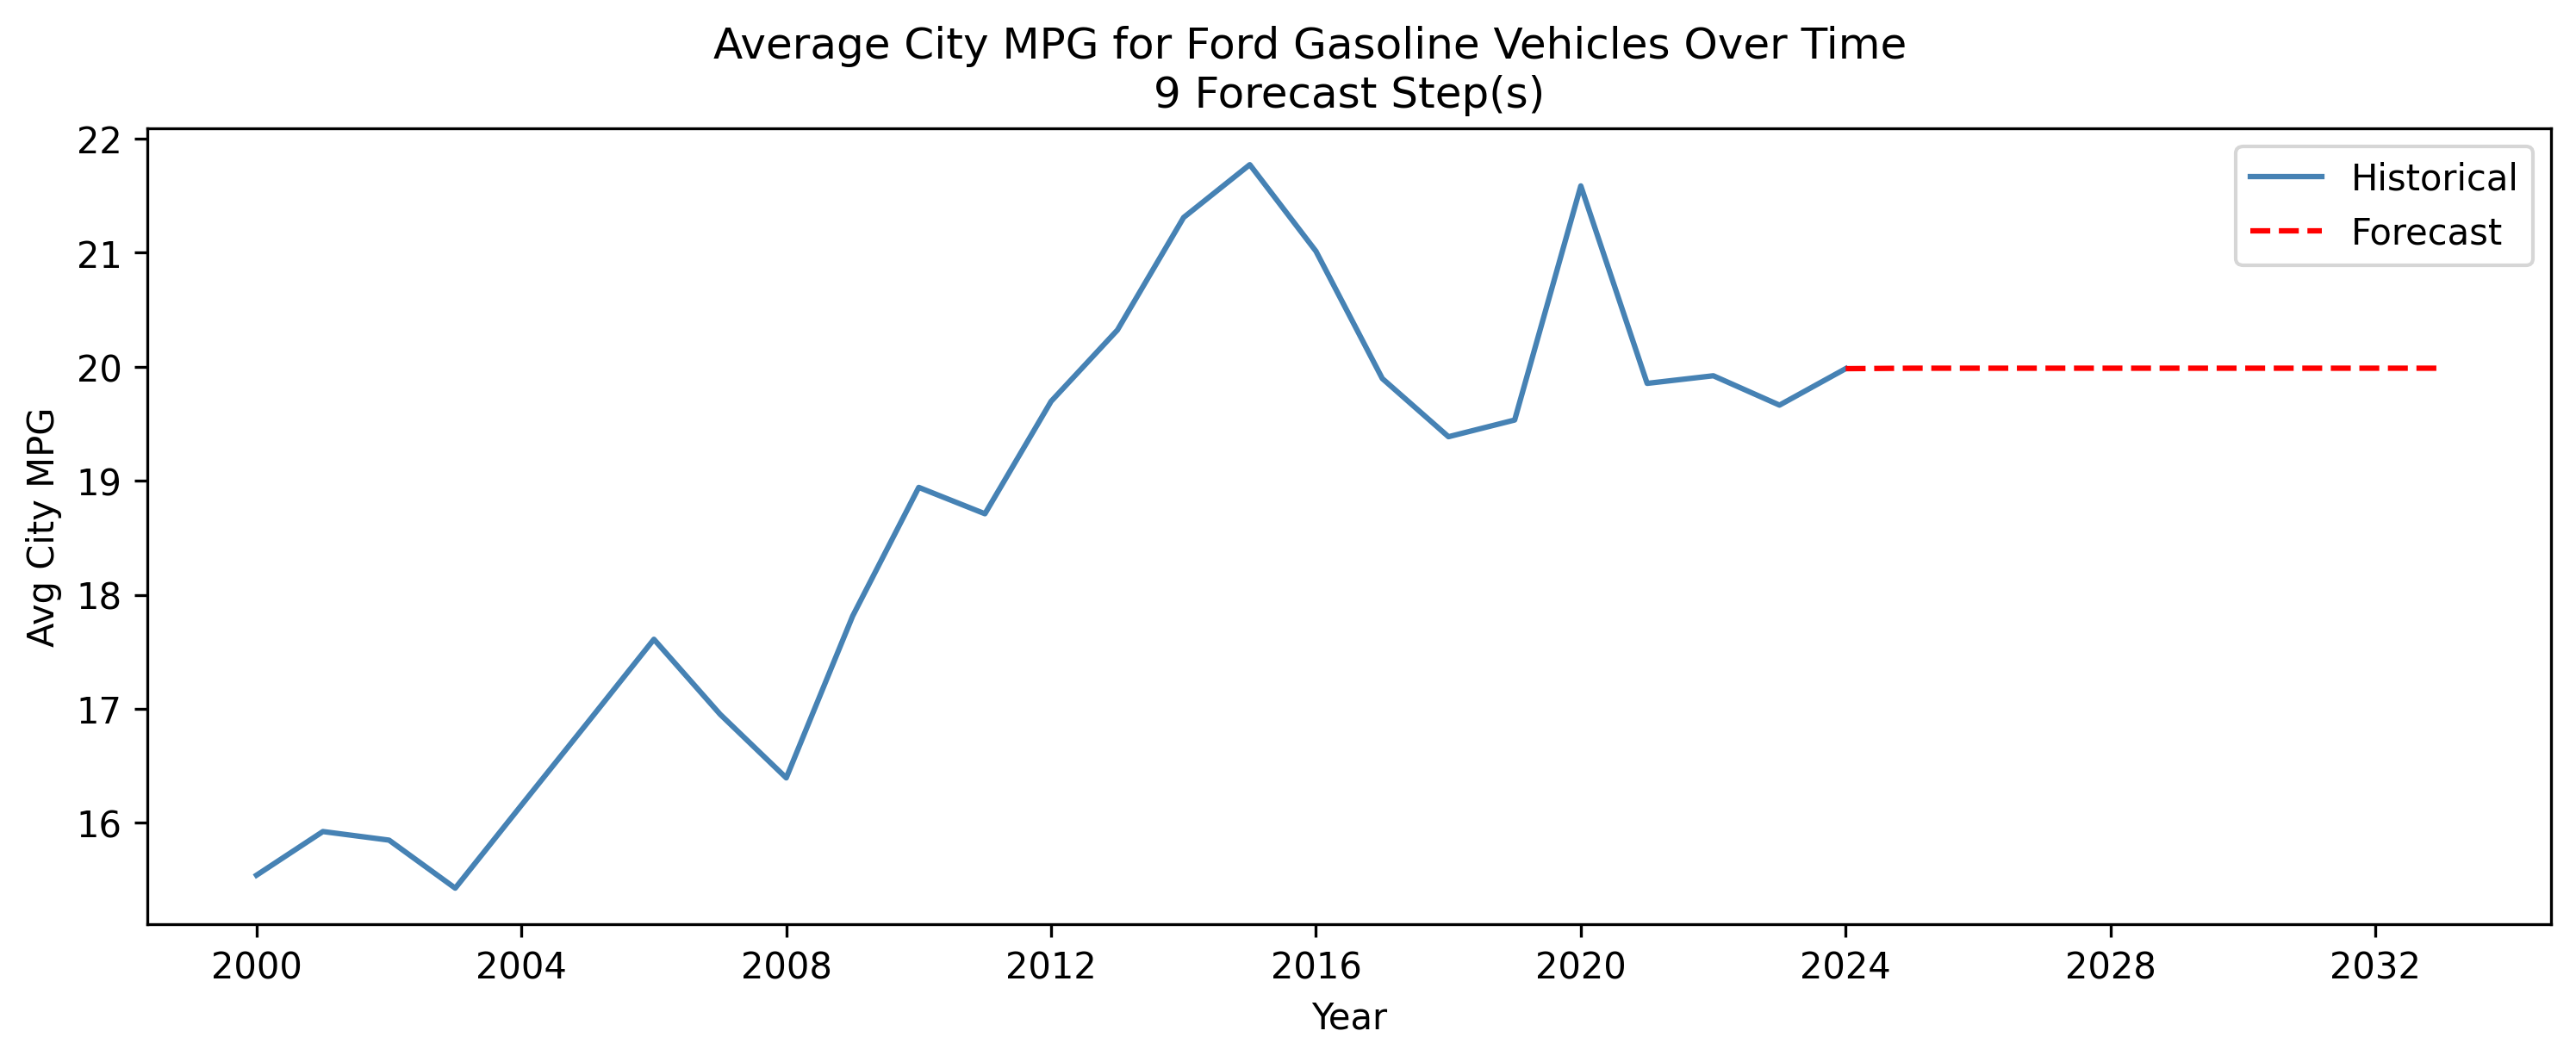 Average City MPG for Ford Gasoline Vehicles Over Time
9 Forecast Step(s)
22
21
20
19
18
17
16
Avg City MPG
Historical
Forecast
2000 2004 2008 2012 2016 2020 2024 2028 2032
Year